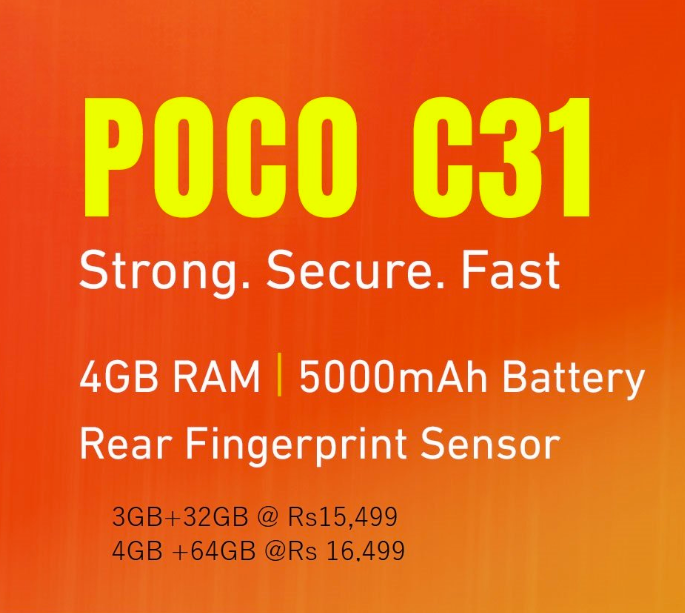 POCO C31
Strong. Secure. Fast
4GB RAM | 5000mAh Battery
Rear Fingerprint Sensor
3GB+32GB @ Rs15,499
4GB +64GB @Rs 16,499